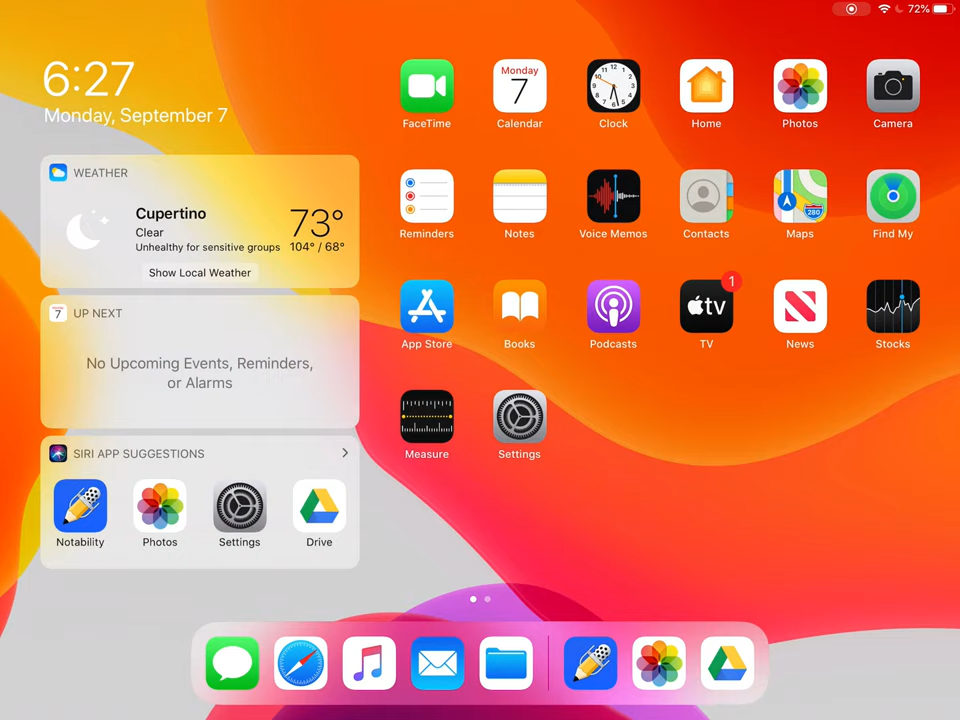 72%
6:27
Monday, September 7
WEATHER
Cupertino
Clear
Unhealthy for sensitive groups
73°
104° / 68°
Show Local Weather
7
UP NEXT
No Upcoming Events, Reminders,
or Alarms
SIRI APP SUGGESTIONS
Notability
Photos
Settings
Drive
Monday
7
12
FaceTime
Calendar
Clock
Home
Photos
Camera
280
Reminders
Notes
Voice Memos
Contacts
Maps
Find My
tv
1
App Store
Books
Podcasts
TV
News
Stocks
Measure
Settings